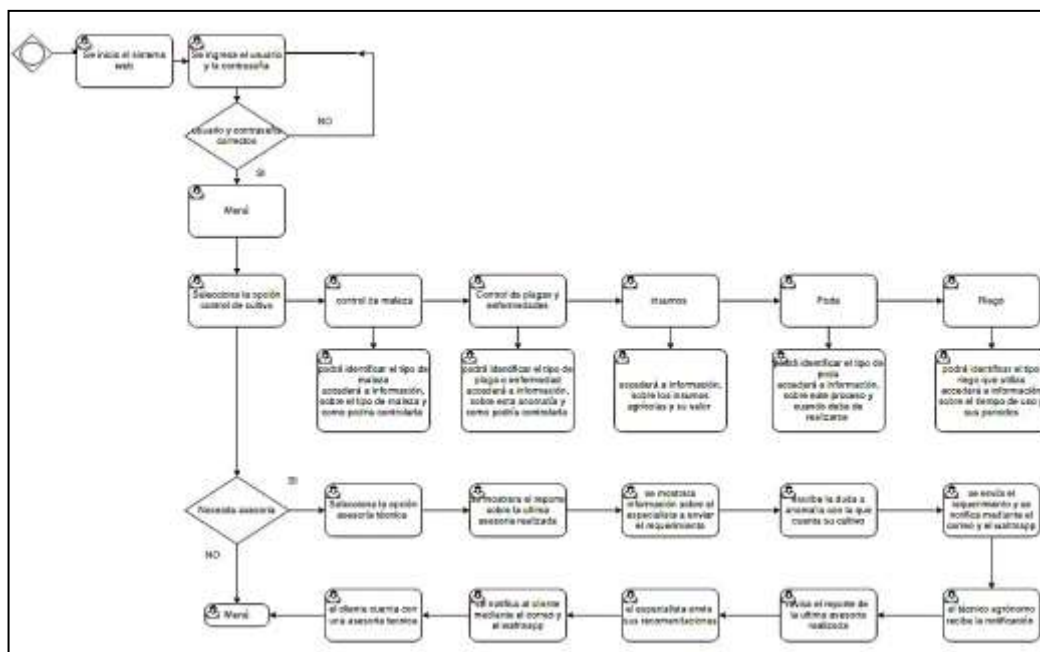 Se inicia el sistema
web
Se ingresa el usuario
y la contraseña
usuario y contraseña
correctos
NO
SI
Menú
Selecciona la opción
control de cultivo
control de maleza
Control de plagas y
enfermedades
insumos
Poda
Riego
podrá identificar el tipo de
maleza
accederá a información,
sobre el tipo de maleza y
como podría controlarla
podrá identificar el tipo de
plaga o enfermedad
accederá a información,
sobre esta anomalía y
como podría controlarla
accederá a información,
sobre los insumos
agrícolas y su valor
podrá identificar el tipo de
poda
accederá a información,
sobre este proceso y
cuando debe de
realizarse
podrá identificar el tipo
riego que utiliza
accederá a información
sobre el tiempo de uso y
sus periodos
Necesita asesoría
SI
NO
Selecciona la opción
asesoría técnica
se mostrara el reporte
sobre la ultima
asesoría realizada
se mostrara
información sobre el
especialista a enviar el
requerimiento
escribe la duda o
anomalía con la que
cuenta su cultivo
se envía el
requerimiento y se
notifica mediante el
correo y el
el técnico agrónomo
recibe la notificación
revisa el reporte de
la ultima asesoría
realizada
el especialista envía
sus
se notifica al cliente
mediante el correo y
el
el cliente cuenta con
una asesoría tecnica
Menú